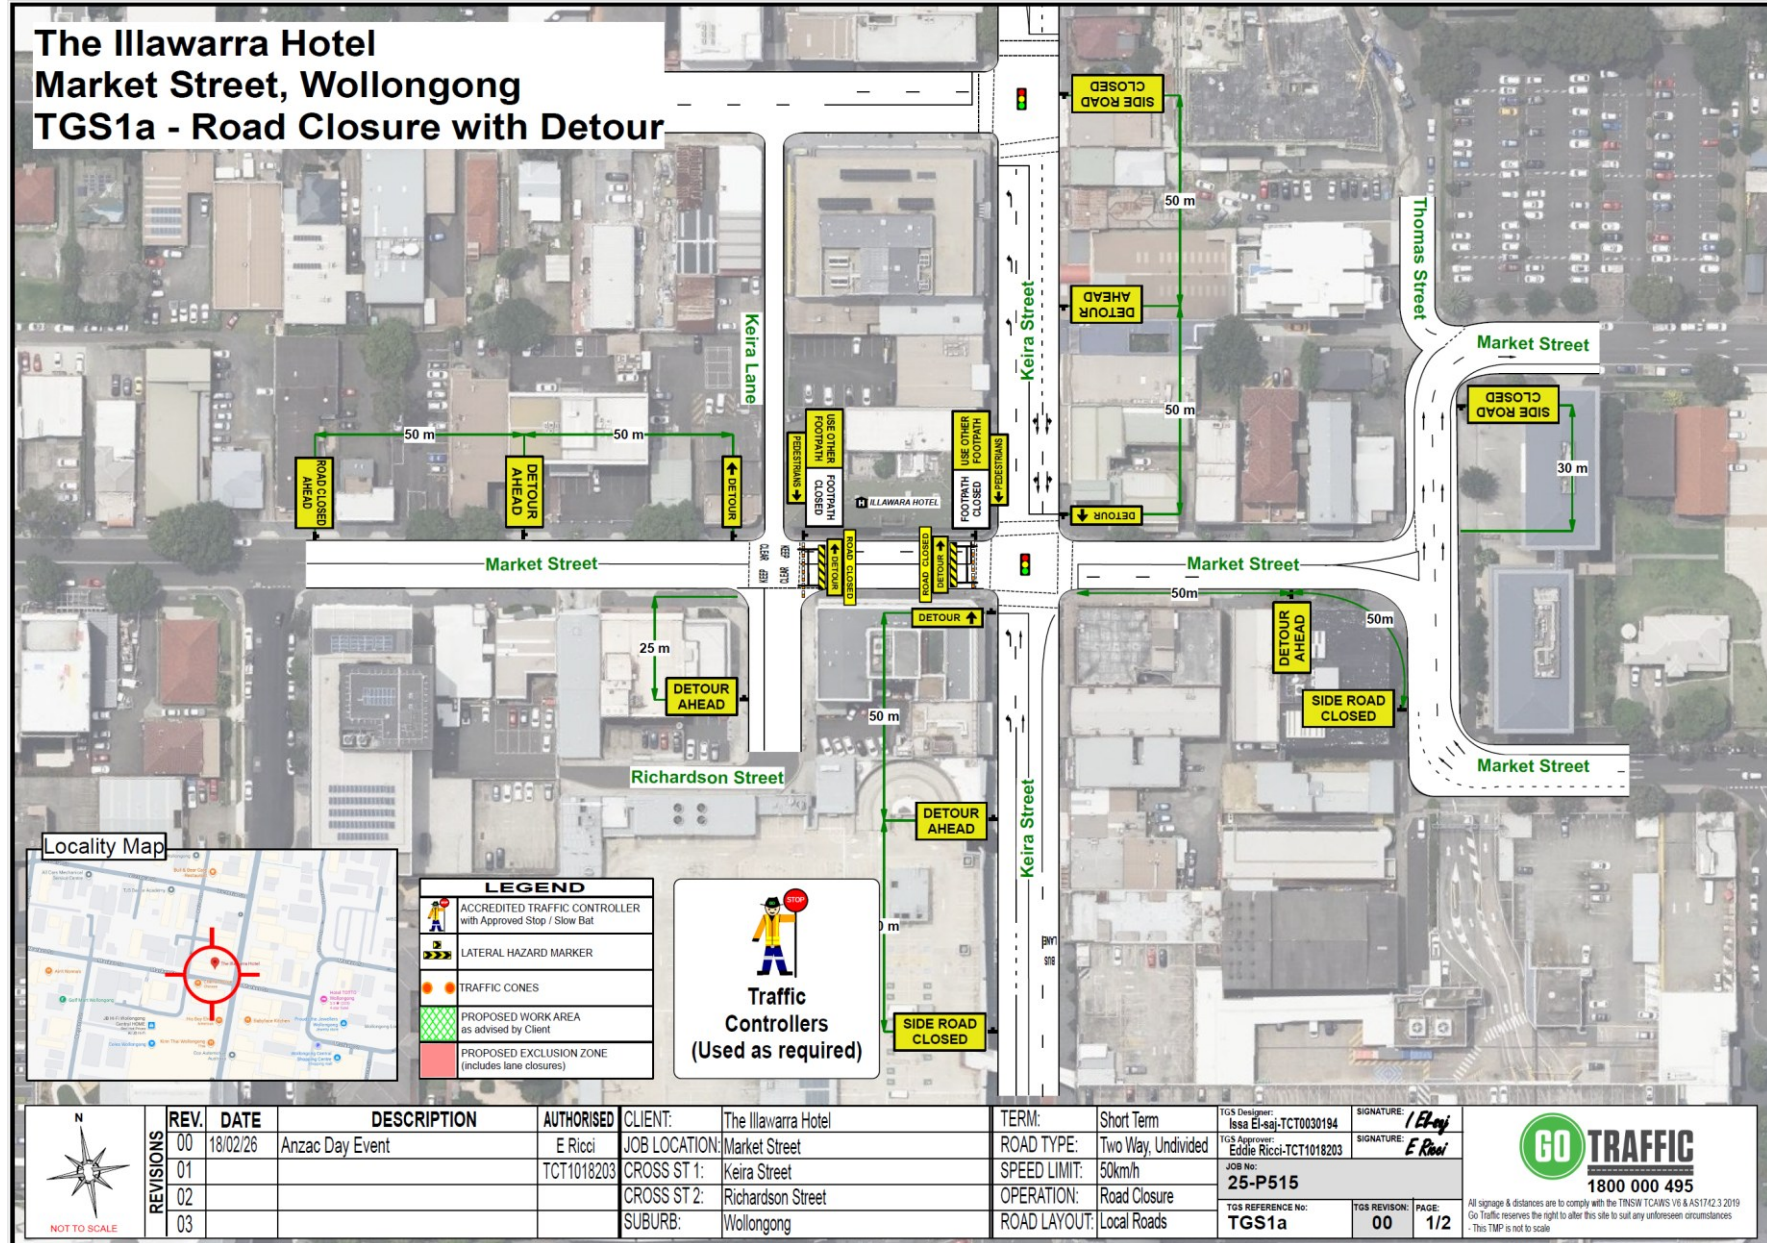 The Illawarra Hotel
Market Street, Wollongong
TGS1a - Road Closure with Detour
SIDE ROAD
CLOSED
50 m
DETOUR
AHEAD
50 m
DETOUR
Keira Street
Keira Lane
Thomas Street
Market Street
SIDE ROAD
CLOSED
30 m
50 m
50 m
ROAD CLOSED
AHEAD
DETOUR
AHEAD
DETOUR
PEDESTRIANS
USE OTHER
FOOTPATH
FOOTPATH
CLOSED
ILLAWARA HOTEL
USE OTHER
FOOTPATH
FOOTPATH
CLOSED
PEDESTRIANS
Market Street
KEEP
CLEAR
KEEP
CLEAR
DETOUR
ROAD CLOSED
ROAD CLOSED
DETOUR
Market Street
50m
DETOUR
AHEAD
50m
SIDE ROAD
CLOSED
Market Street
25 m
DETOUR
AHEAD
Richardson Street
DETOUR
50 m
DETOUR
AHEAD
Keira Street
0 m
SIDE ROAD
CLOSED
BUS
LANE
Locality Map
LEGEND
ACCREDITED TRAFFIC CONTROLLER
with Approved Stop / Slow Bat
LATERAL HAZARD MARKER
TRAFFIC CONES
PROPOSED WORK AREA
as advised by Client
PROPOSED EXCLUSION ZONE
(includes lane closures)
STOP
Traffic
Controllers
(Used as required)
N
NOT TO SCALE
REVISIONS
REV. DATE DESCRIPTION AUTHORISED
00 18/02/26 Anzac Day Event E Ricci
01 TCT1018203
02
03
CLIENT: The Illawarra Hotel
JOB LOCATION: Market Street
CROSS ST 1: Keira Street
CROSS ST 2: Richardson Street
SUBURB: Wollongong
TERM: Short Term
ROAD TYPE: Two Way, Undivided
SPEED LIMIT: 50km/h
OPERATION: Road Closure
ROAD LAYOUT: Local Roads
TGS Designer:
Issa El-saj-TCT0030194
SIGNATURE: I El-saj
TGS Approver:
Eddie Ricci-TCT1018203
SIGNATURE: E Ricci
JOB No:
25-P515
TGS REFERENCE No:
TGS1a
TGS REVISON:
00
PAGE:
1/2
GO TRAFFIC
1800 000 495
All signage & distances are to comply with the TfNSW TCAWS V6 & AS1742.3 2019
Go Traffic reserves the right to alter this site to suit any unforeseen circumstances
- This TMP is not to scale